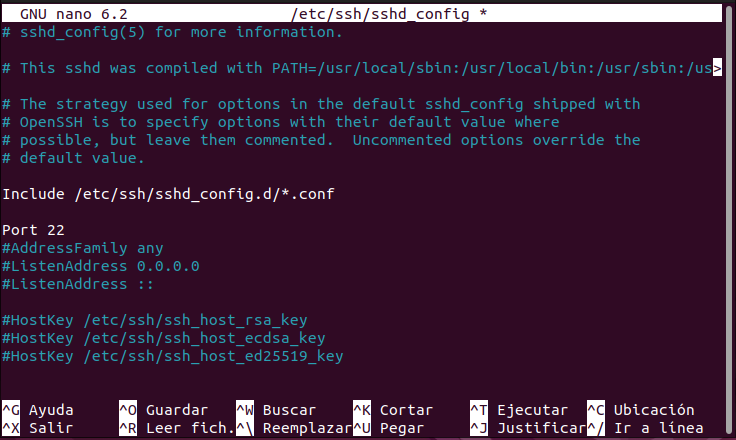 GNU nano 6.2 /etc/ssh/sshd_config *
# sshd_config(5) for more information.
# This sshd was compiled with PATH=/usr/local/sbin:/usr/local/bin:/usr/sbin:/us>
# The strategy used for options in the default sshd_config shipped with
# OpenSSH is to specify options with their default value where
# possible, but leave them commented.  Uncommented options override the
# default value.
Include /etc/ssh/sshd_config.d/*.conf
Port 22
#AddressFamily any
#ListenAddress 0.0.0.0
#ListenAddress ::
#HostKey /etc/ssh/ssh_host_rsa_key
#HostKey /etc/ssh/ssh_host_ecdsa_key
#HostKey /etc/ssh/ssh_host_ed25519_key
^G Ayuda ^O Guardar ^W Buscar ^K Cortar ^T Ejecutar ^C Ubicación
^X Salir ^R Leer fich. ^\ Reemplazar ^U Pegar ^J Justificar ^/ Ir a línea